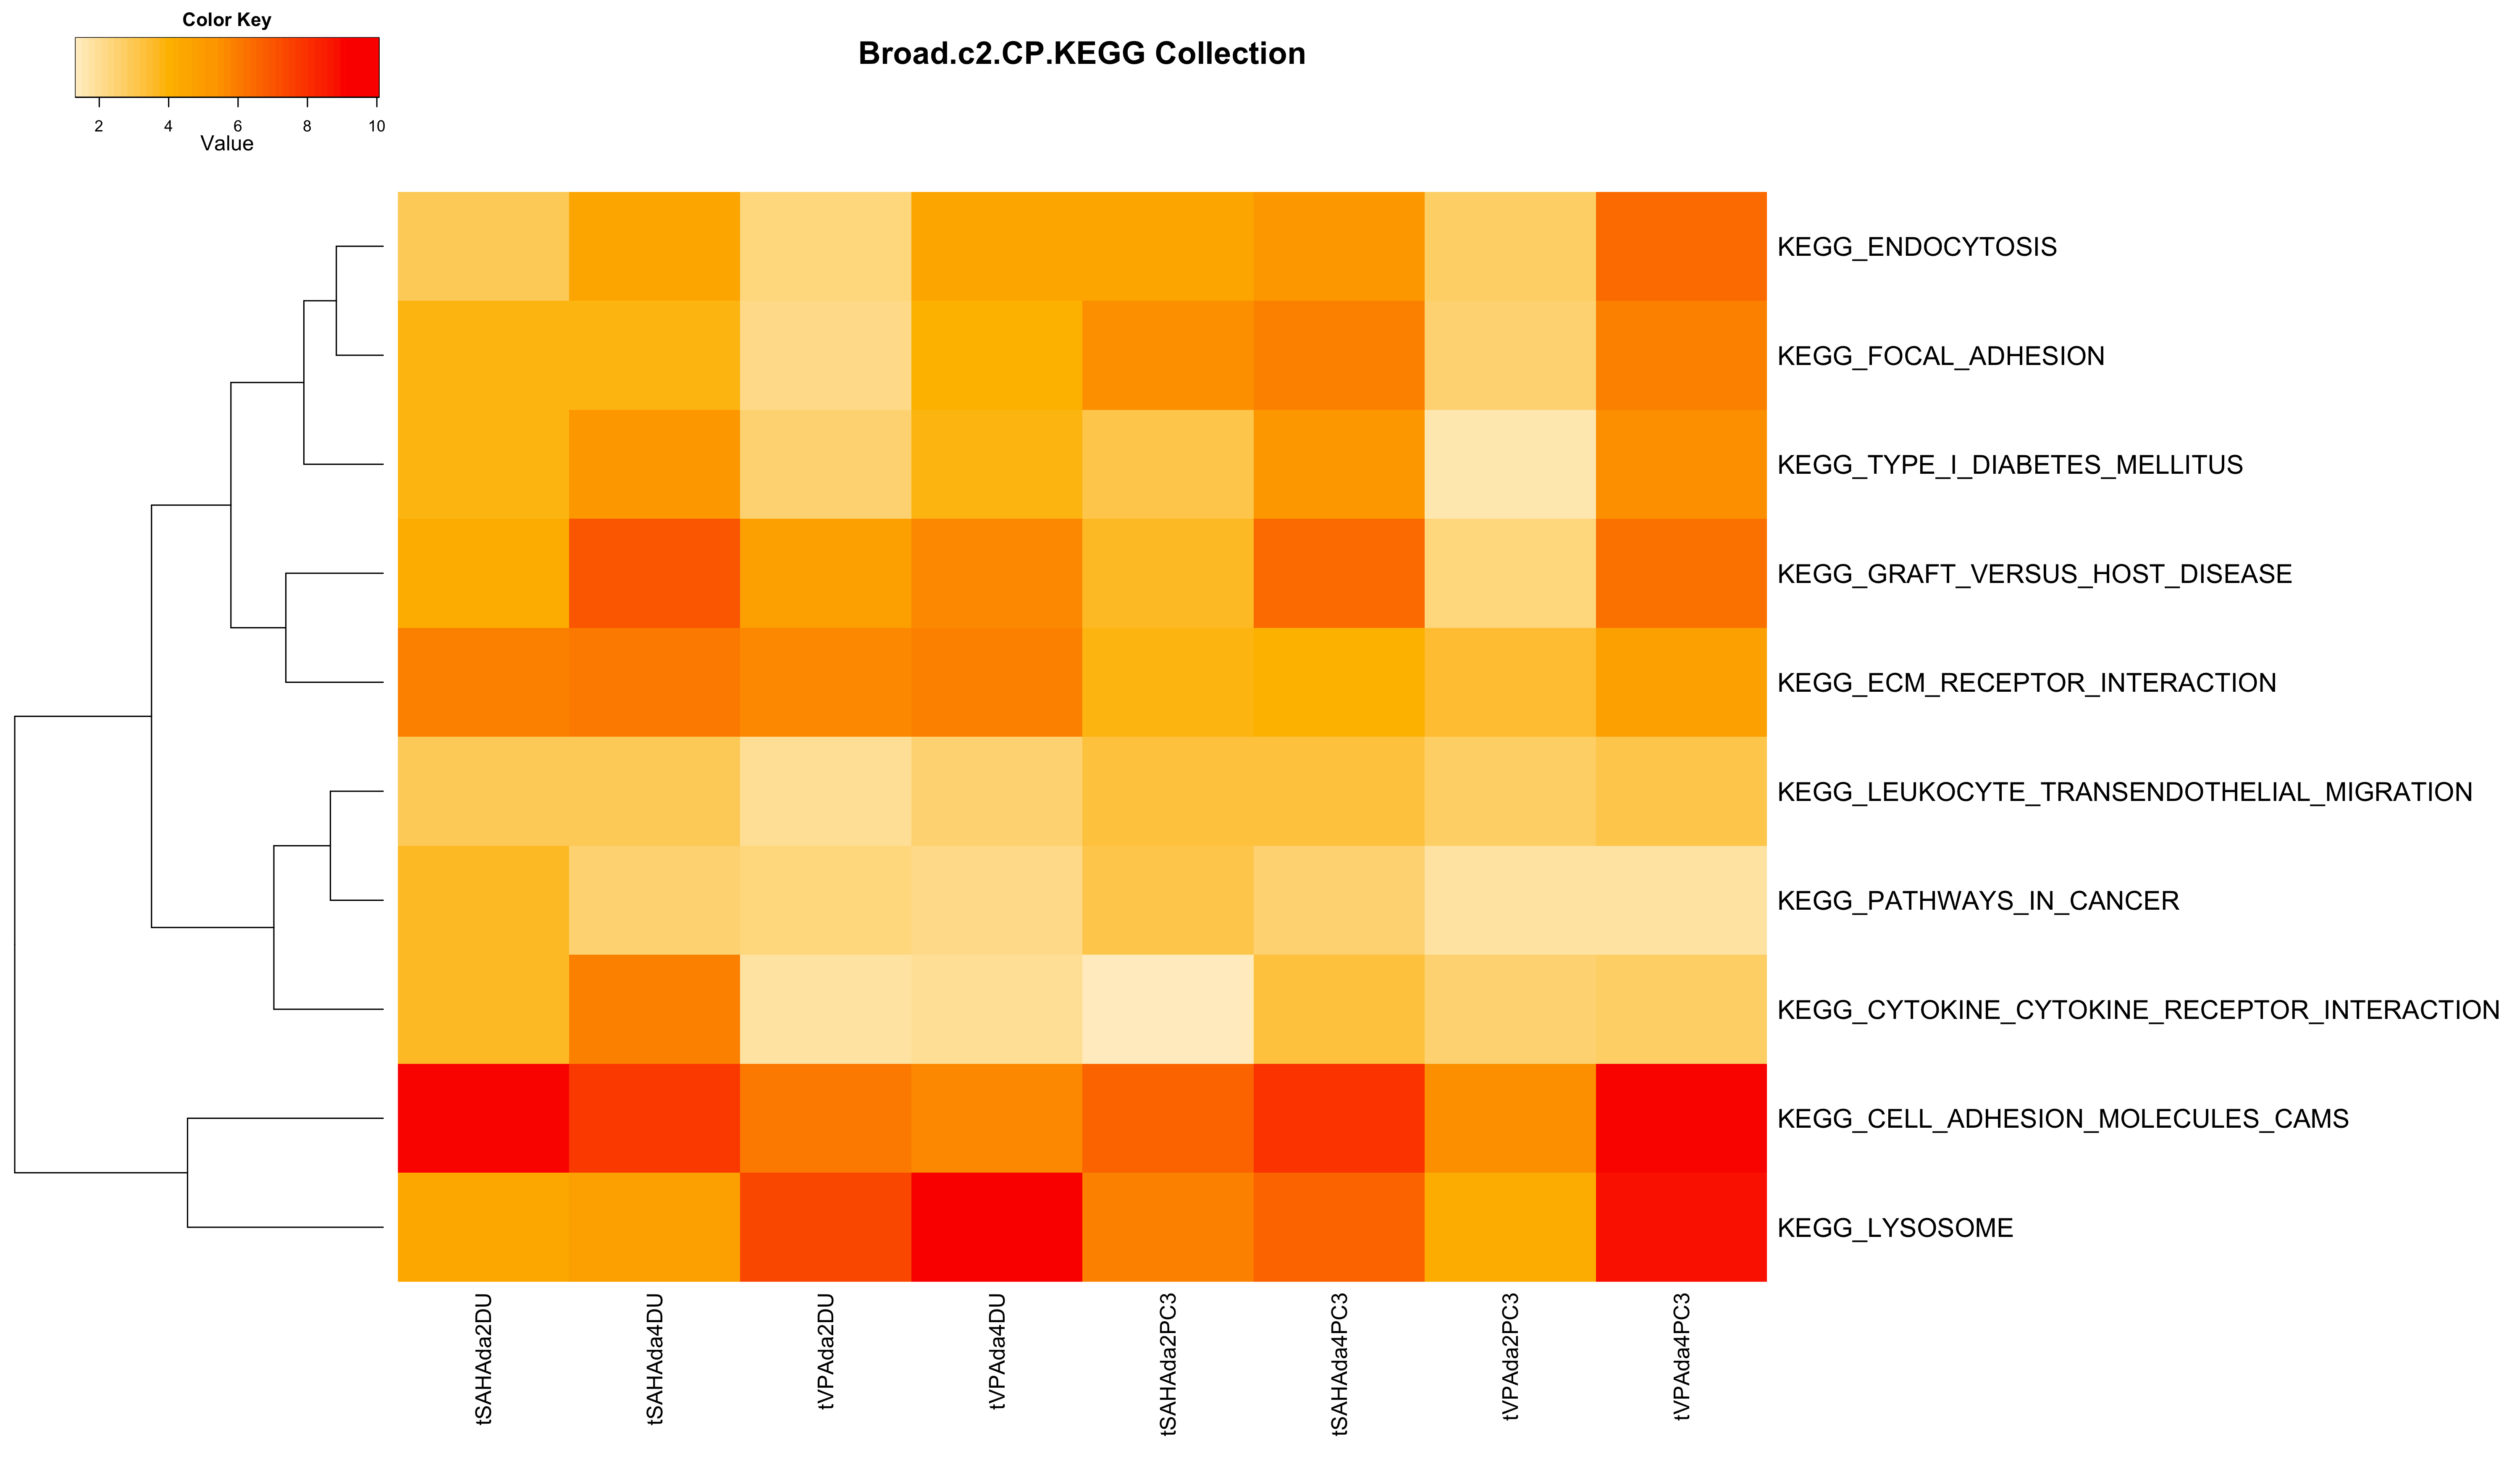 Color Key
2 4 6 8 10
Value
Broad.c2.CP.KEGG Collection
KEGG_ENDOCYTOSIS
KEGG_FOCAL_ADHESION
KEGG_TYPE_I_DIABETES_MELLITUS
KEGG_GRAFT_VERSUS_HOST_DISEASE
KEGG_ECM_RECEPTOR_INTERACTION
KEGG_LEUKOCYTE_TRANSENDOTHELIAL_MIGRATION
KEGG_PATHWAYS_IN_CANCER
KEGG_CYTOKINE_CYTOKINE_RECEPTOR_INTERACTION
KEGG_CELL_ADHESION_MOLECULES_CAMS
KEGG_LYSOSOME
tSAHAda2DU
tSAHAda4DU
tVPAda2DU
tVPAda4DU
tSAHAda2PC3
tSAHAda4PC3
tVPAda2PC3
tVPAda4PC3